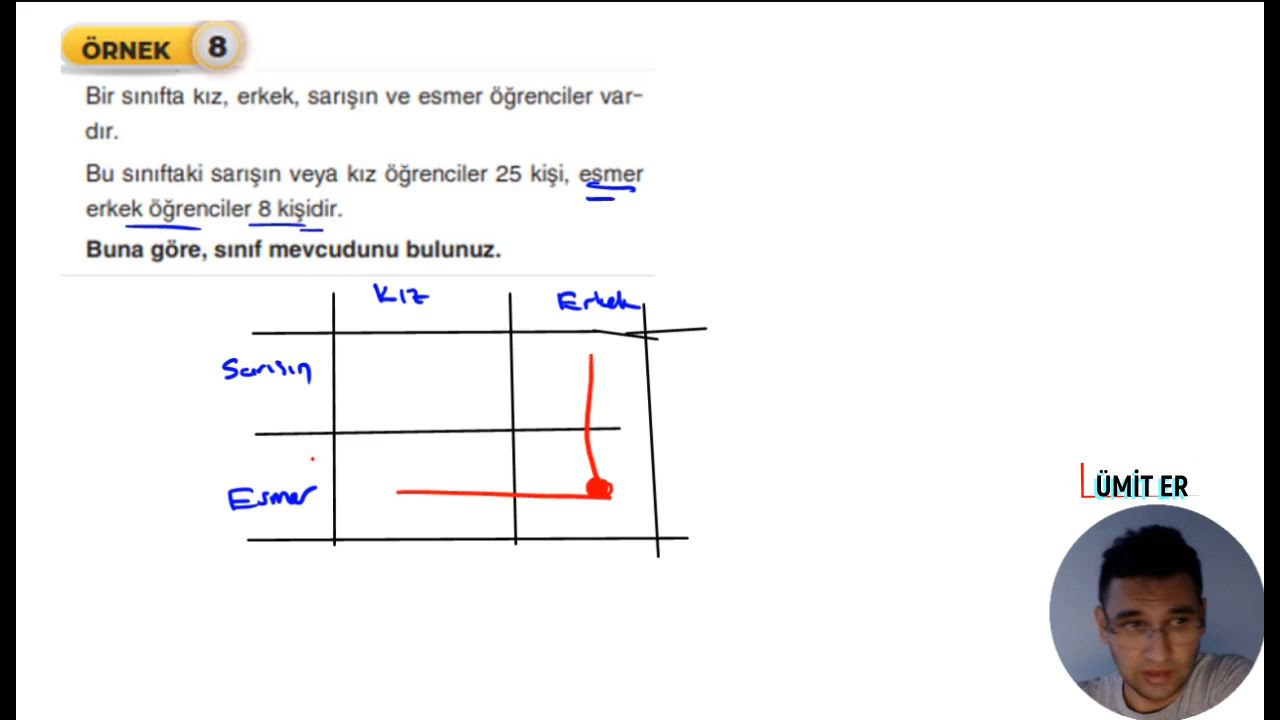 ÖRNEK 8
Bir sınıfta kız, erkek, sarışın ve esmer öğrenciler var-
dır.
Bu sınıftaki sarışın veya kız öğrenciler 25 kişi, esmer
erkek öğrenciler 8 kişidir.
Buna göre, sınıf mevcudunu bulunuz.
Kız Erkek
Sarışın
Esmer
ÜMİT ER